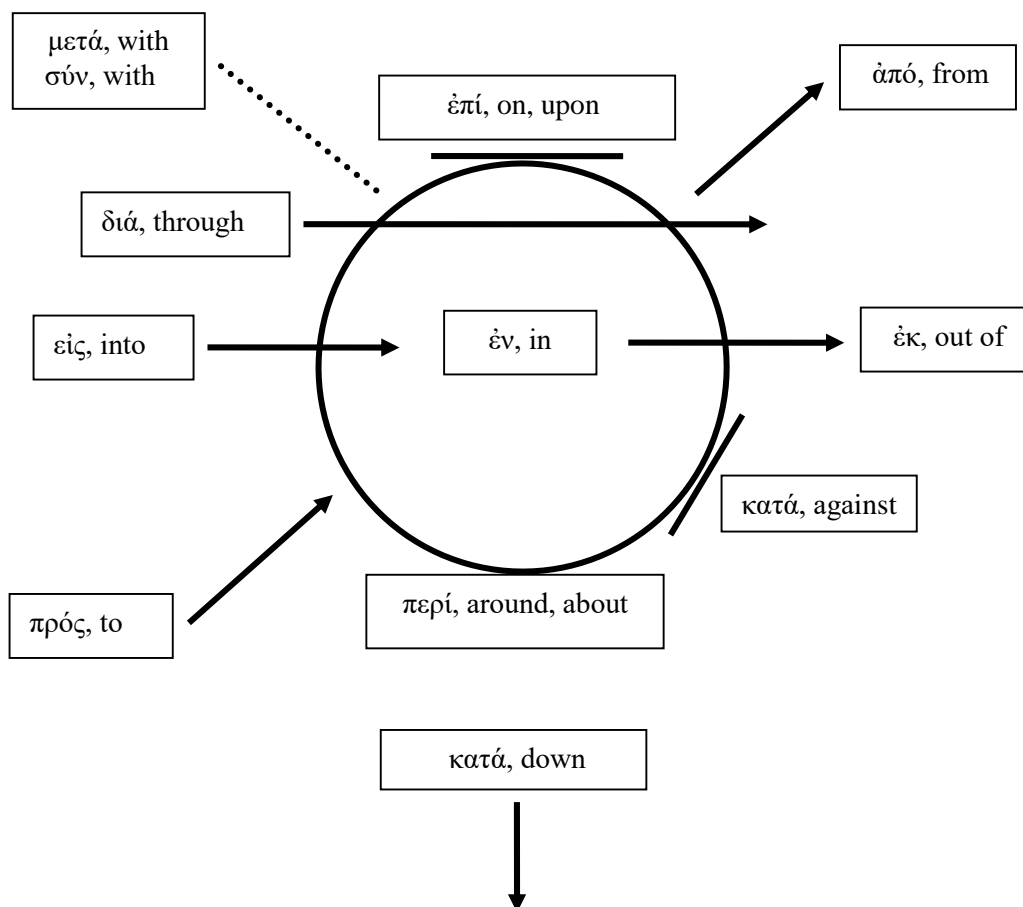 μετά, with
σύν, with
ἀπό, from
ἐπί, on, upon
διά, through
εἰς, into
ἐν, in
ἐκ, out of
κατά, against
περί, around, about
πρός, to
κατά, down